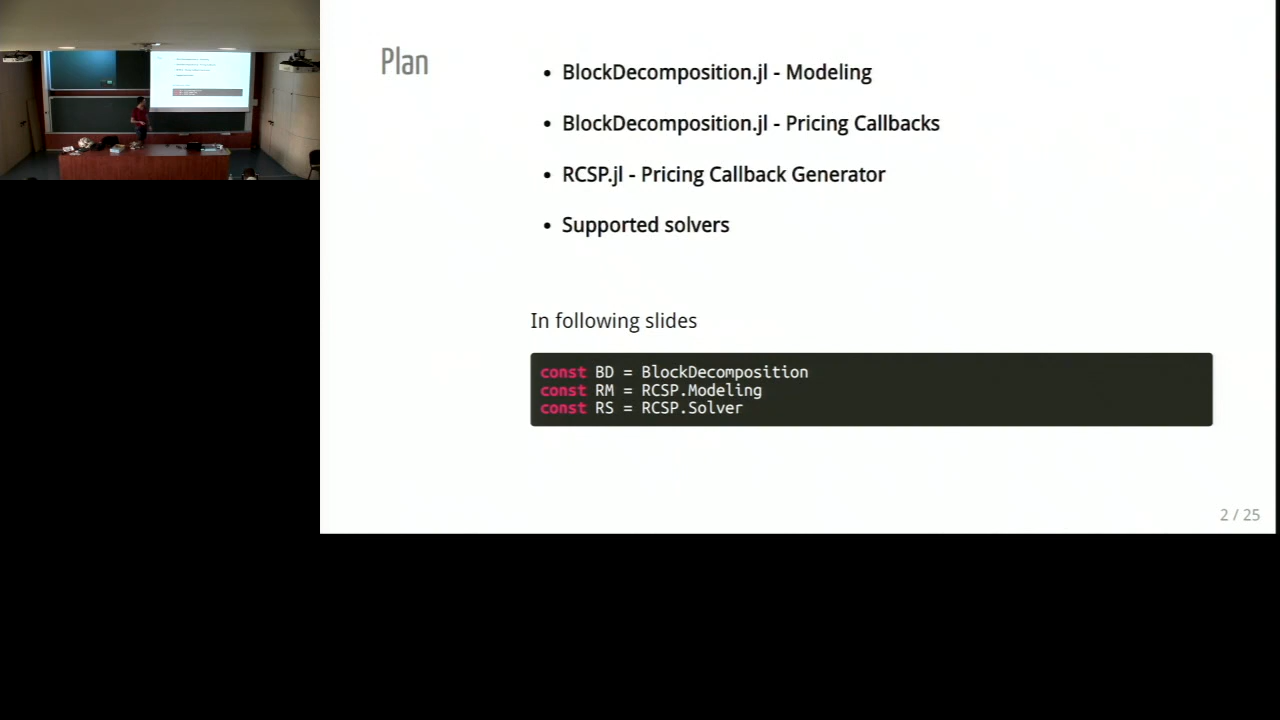 Plan
• BlockDecomposition.jl - Modeling
• BlockDecomposition.jl - Pricing Callbacks
• RCSP.jl - Pricing Callback Generator
• Supported solvers
In following slides
const BD = BlockDecomposition
const RM = RCSP.Modeling
const RS = RCSP.Solver
2 / 25